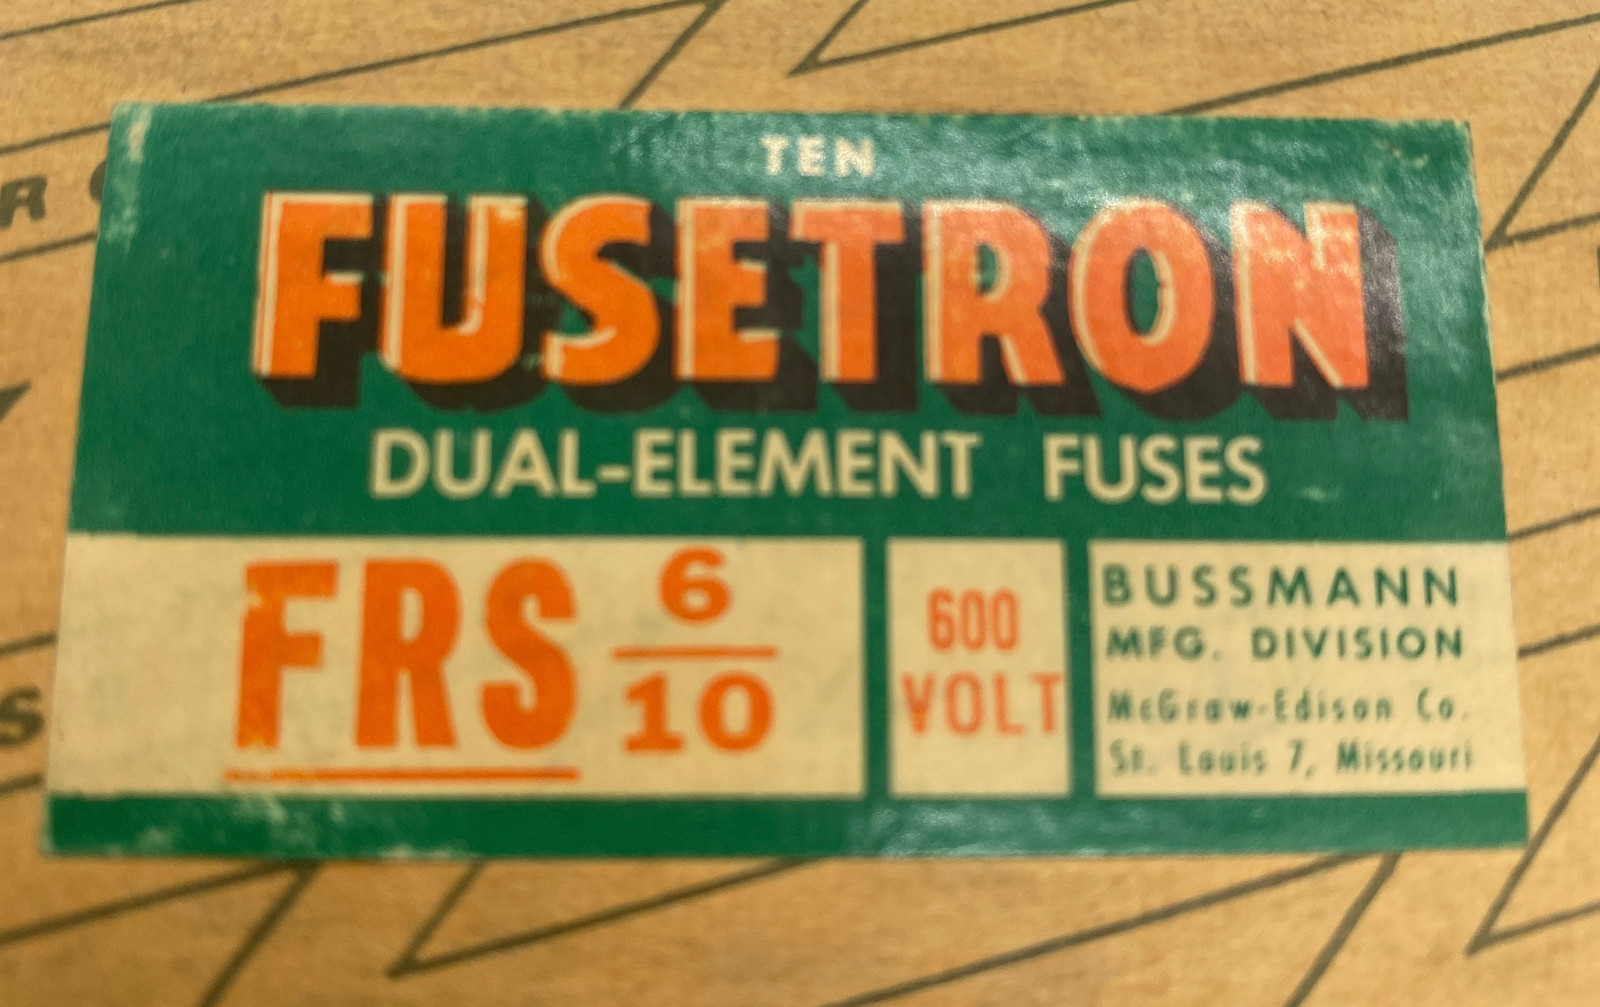 TEN
FUSETRON
DUAL-ELEMENT FUSES
FRS 6/10
600
VOLT
BUSSMANN
MFG. DIVISION
McGraw-Edison Co.
St. Louis 7, Missouri
R
S